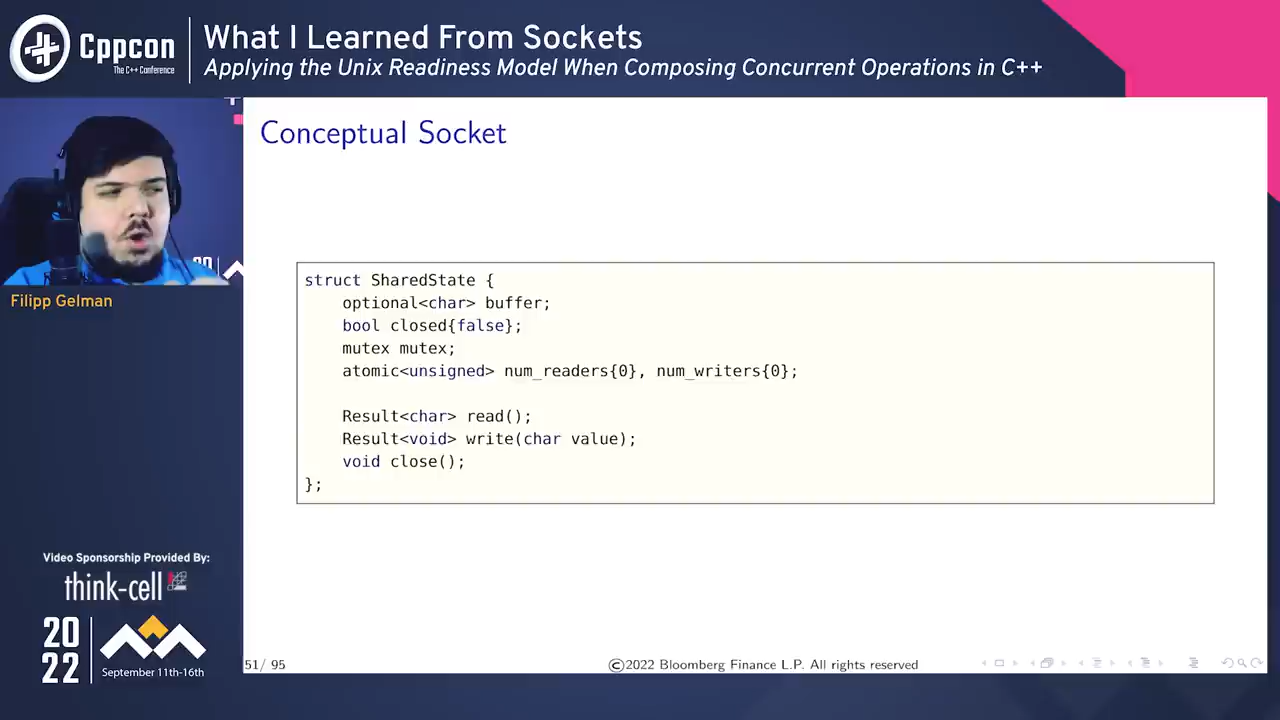 Cppcon
The C++ Conference
What I Learned From Sockets
Applying the Unix Readiness Model When Composing Concurrent Operations in C++
Filipp Gelman
Conceptual Socket
struct SharedState {
    optional<char> buffer;
    bool closed{false};
    mutex mutex;
    atomic<unsigned> num_readers{0}, num_writers{0};
    Result<char> read();
    Result<void> write(char value);
    void close();
};
Video Sponsorship Provided By:
think-cell
20
22
September 11th-16th
51/ 95
©2022 Bloomberg Finance L.P. All rights reserved